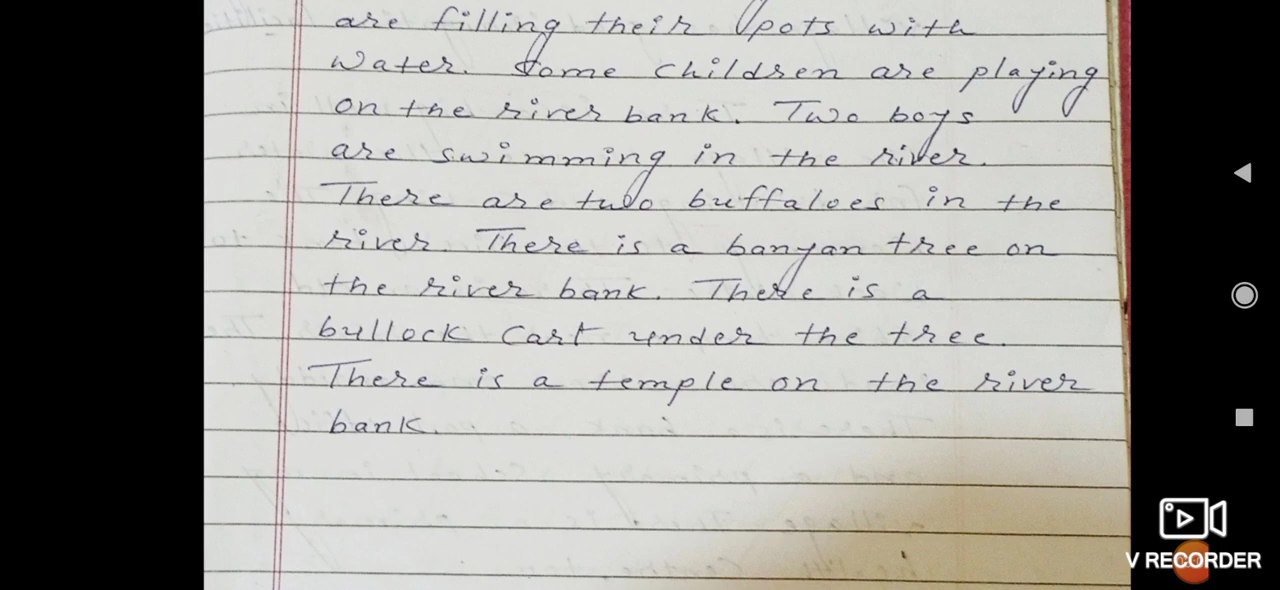 are filling their pots with
water. Some children are playing
on the river bank. Two boys
are swimming in the river.
There are two buffaloes in the
river. There is a banyan tree on
the river bank. There is a
bullock cart under the tree.
There is a temple on the river
bank.
V RECORDER